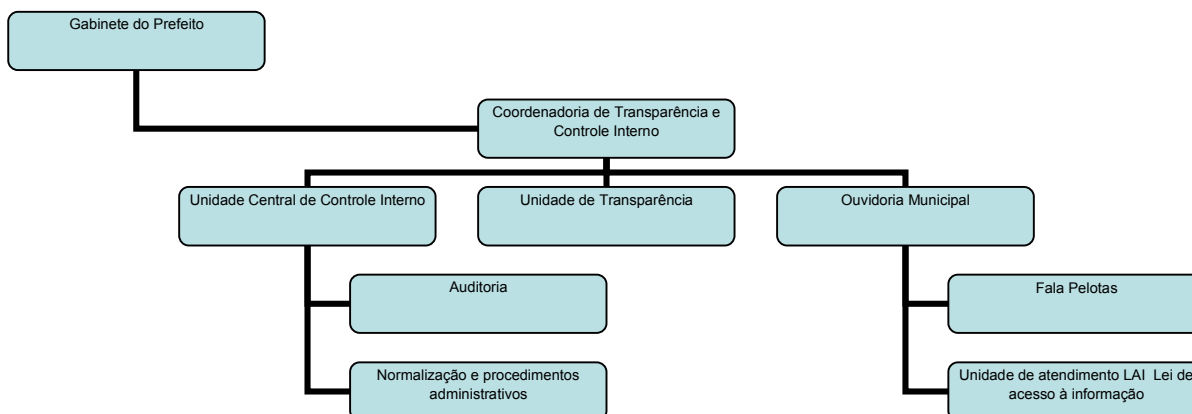 Gabinete do Prefeito
Coordenadoria de Transparência e
Controle Interno
Unidade Central de Controle Interno
Unidade de Transparência
Ouvidoria Municipal
Auditoria
Fala Pelotas
Normalização e procedimentos
administrativos
Unidade de atendimento LAI Lei de
acesso à informação